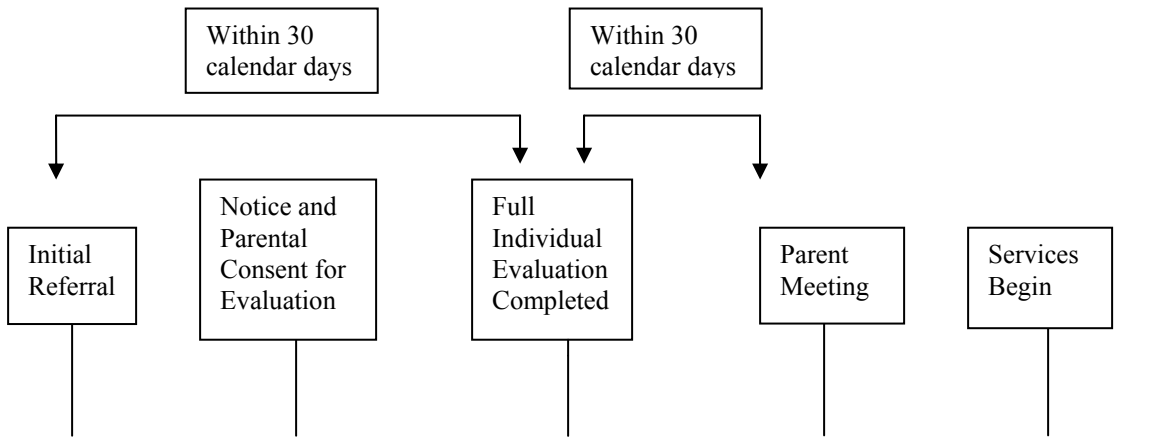 Within 30
calendar days
Within 30
calendar days
Initial
Referral
Notice and
Parental
Consent for
Evaluation
Full
Individual
Evaluation
Completed
Parent
Meeting
Services
Begin